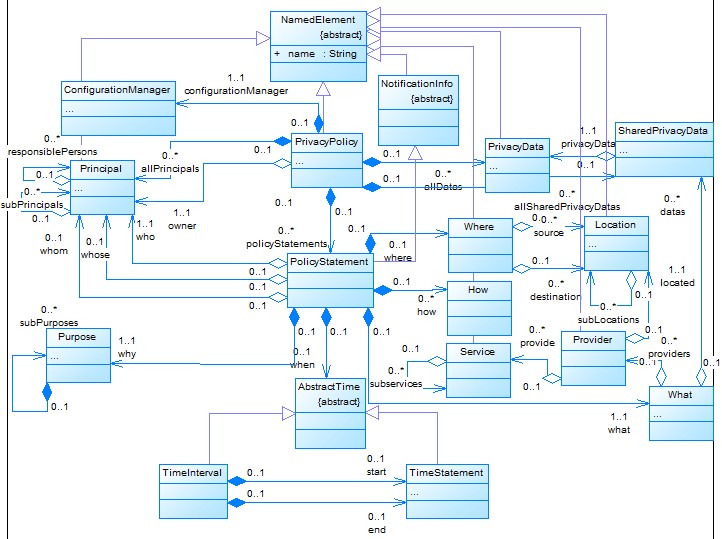 NamedElement
{abstract}
+ name : String
ConfigurationManager
...
1..1
configurationManager
0..1
NotificationInfo
{abstract}
0..*
responsiblePersons
Principal
...
0..1
0..*
subPrincipals
0..1
0..*
allPrincipals
0..1
0..1
PrivacyPolicy
...
0..1
0..1
PrivacyData
...
0..*
allDatas
1..1
privacyData
0..1
SharedPrivacyData
...
0..*
allSharedPrivacyDatas
0..*
datas
1..1
whom
1..1
whose
1..1
who
1..1
owner
0..1
0..*
policyStatements
PolicyStatement
0..1
0..1
0..1
0..1
where
0..1
Where
0..1
0..*
source
Location
...
0..1
0..*
destination
0..1
0..*
subLocations
0..1
1..1
located
How
0..*
how
0..*
subPurposes
Purpose
...
0..1
1..1
why
0..1
0..1
0..1
when
Service
...
0..1
0..*
subservices
0..*
provide
0..1
Provider
...
0..1
0..*
providers
0..1
0..1
What
...
1..1
what
AbstractTime
{abstract}
TimeInterval
0..1
0..1
0..1
start
0..1
end
TimeStatement
...